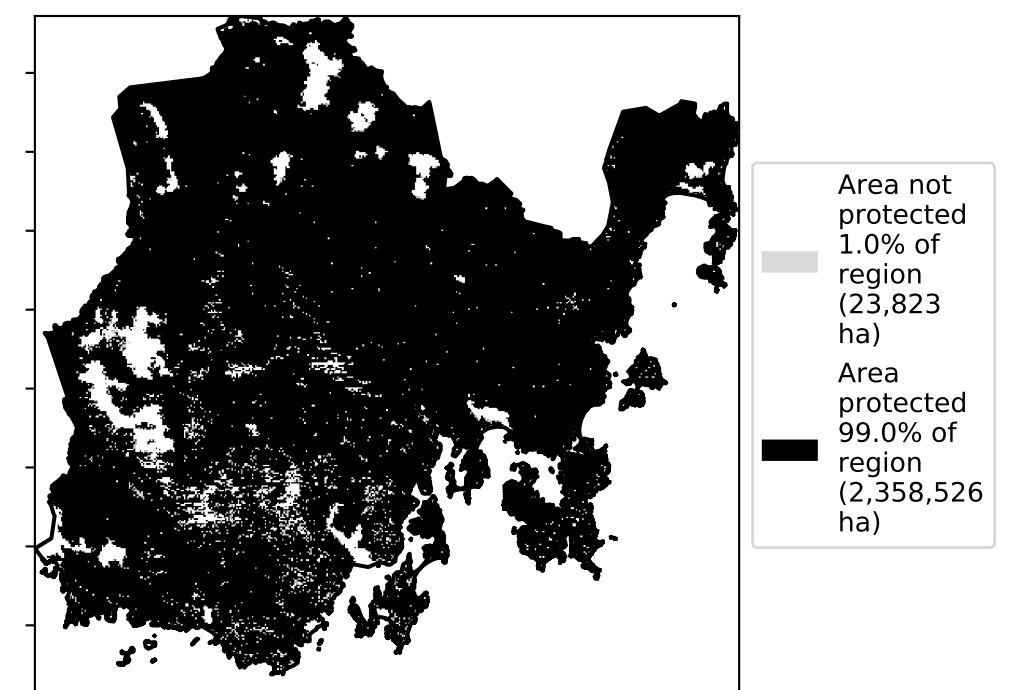 Area not
protected
1.0% of
region
(23,823
ha)
Area
protected
99.0% of
region
(2,358,526
ha)